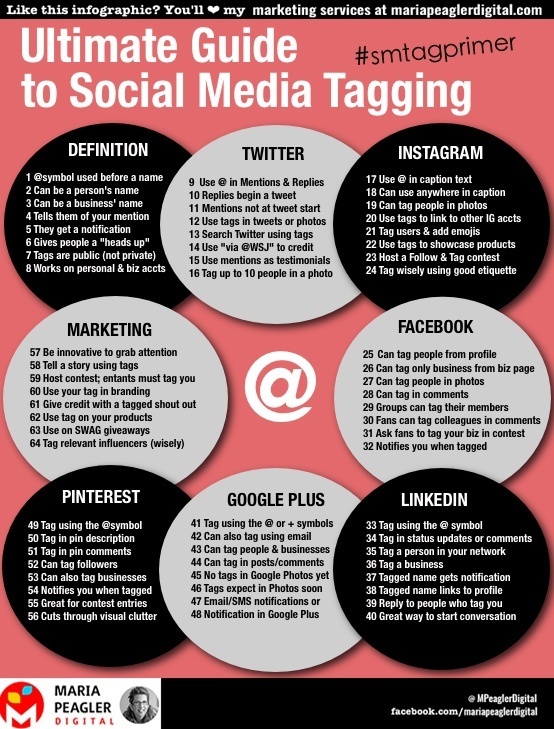 Like this infographic? You'll ❤ my marketing services at mariapeaglerdigital.com
Ultimate Guide
#smtagprimer
to Social Media Tagging
DEFINITION
1 @symbol used before a name
2 Can be a person's name
3 Can be a business' name
4 Tells them of your mention
5 They get a notification
6 Gives people a "heads up"
7 Tags are public (not private)
8 Works on personal & biz accts
TWITTER
9 Use @ in Mentions & Replies
10 Replies begin a tweet
11 Mentions not at tweet start
12 Use tags in tweets or photos
13 Search Twitter using tags
14 Use "via @WSJ" to credit
15 Use mentions as testimonials
16 Tag up to 10 people in a photo
INSTAGRAM
17 Use @ in caption text
18 Can use anywhere in caption
19 Can tag people in photos
20 Use tags to link to other IG accts
21 Tag users & add emojis
22 Use tags to showcase products
23 Host a Follow & Tag contest
24 Tag wisely using good etiquette
MARKETING
57 Be innovative to grab attention
58 Tell a story using tags
59 Host contest; entants must tag you
60 Use tag in branding
61 Give credit with a tagged shout out
62 Use tag on your products
63 Use on SWAG giveaways
64 Tag relevant influencers (wisely)
@
FACEBOOK
25 Can tag people from profile
26 Can tag only business from biz page
27 Can tag people in photos
28 Can tag in comments
29 Groups can tag their members
30 Fans can tag colleagues in comments
31 Ask fans to tag your biz in contest
32 Notifies you when tagged
PINTEREST
49 Tag using the @symbol
50 Tag in pin description
51 Tag in pin comments
52 Can tag followers
53 Can also tag businesses
54 Notifies you when tagged
55 Great for contest entries
56 Cuts through visual clutter
GOOGLE PLUS
41 Tag using the @ or + symbols
42 Can also tag using email
43 Can tag people & businesses
44 Can tag in posts/comments
45 No tags in Google Photos yet
46 Tags expect in Photos soon
47 Email/SMS notifications or
48 Notification in Google Plus
LINKEDIN
33 Tag using the @ symbol
34 Tag in status updates or comments
35 Tag a person in your network
36 Tag a business
37 Tagged name gets notification
38 Tagged name links to profile
39 Reply to people who tag you
40 Great way to start conversation
MARIA
PEAGLER
DIGITAL
@ MPeaglerDigital
facebook.com/mariapeaglerdigital